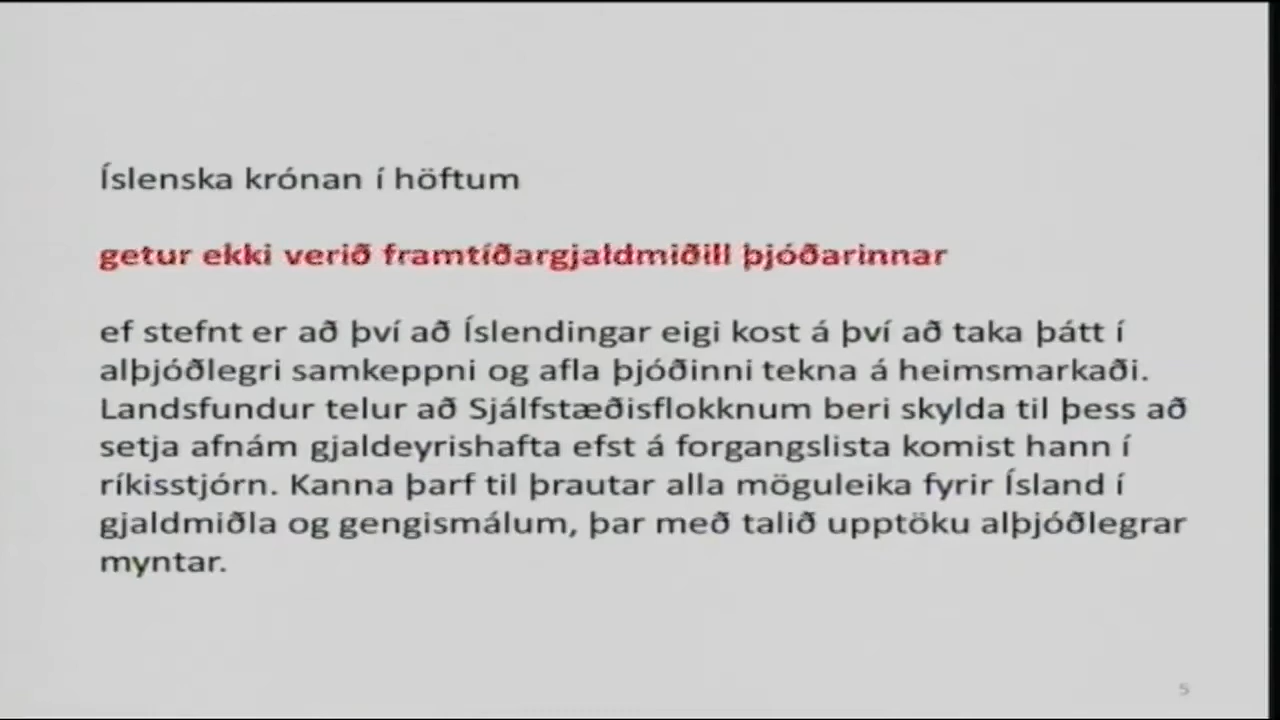 Íslenska krónan í höftum
getur ekki verið framtíðargjaldmiðill þjóðarinnar
ef stefnt er að því að Íslendingar eigi kost á því að taka þátt í
alþjóðlegri samkeppni og afla þjóðinni tekna á heimsmarkaði.
Landsfundur telur að Sjálfstæðisflokknum beri skylda til þess að
setja afnám gjaldeyrishafta efst á forgangslista komist hann í
ríkisstjórn. Kanna þarf til þrautar alla möguleika fyrir Ísland í
gjaldmiðla og gengismálum, þar með talið upptöku alþjóðlegrar
myntar.
5